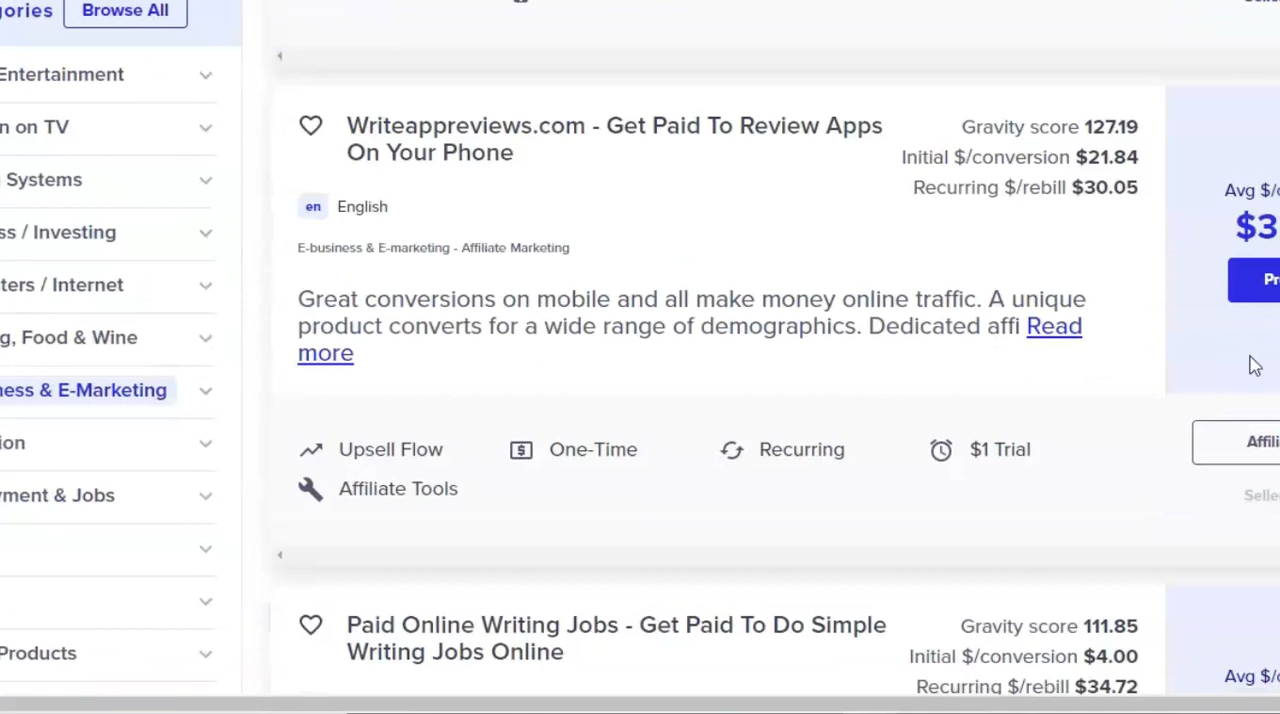 gories Browse All
Entertainment
n on TV
Systems
ss / Investing
ters / Internet
g, Food & Wine
ness & E-Marketing
ion
yment & Jobs
Products
Writeappreviews.com - Get Paid To Review Apps
On Your Phone
Gravity score 127.19
Initial $/conversion $21.84
Recurring $/rebill $30.05
en English
E-business & E-marketing - Affiliate Marketing
Great conversions on mobile and all make money online traffic. A unique
product converts for a wide range of demographics. Dedicated affi Read
more
Upsell Flow One-Time Recurring $1 Trial
Affiliate Tools
Avg $/
$3
Pr
Affili
Selle
Paid Online Writing Jobs - Get Paid To Do Simple
Writing Jobs Online
Gravity score 111.85
Initial $/conversion $4.00
Recurring $/rebill $34.72
Avg $/